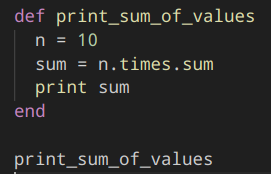 def print_sum_of_values
  n = 10
  sum = n.times.sum
  print sum
end

print_sum_of_values